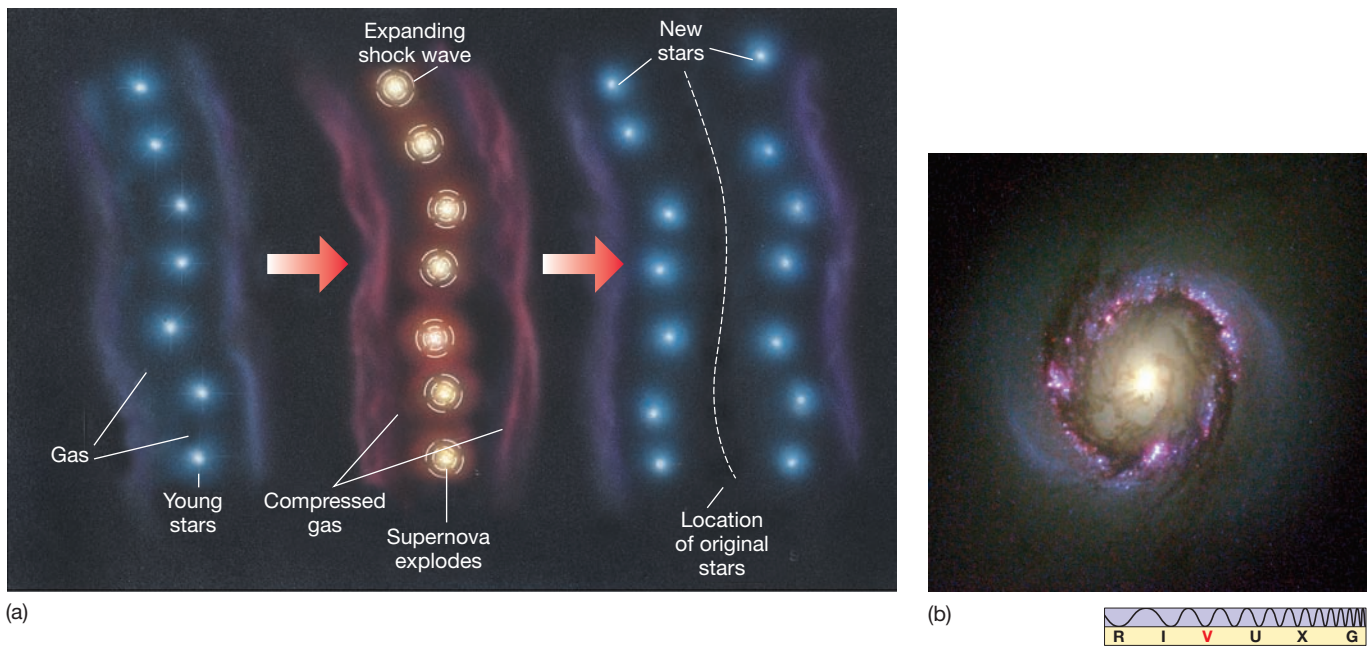 Expanding
shock wave
New
stars
Gas
Young
stars
Compressed
gas
Supernova
explodes
Location
of original
stars
(a)
(b)
R I V U X G